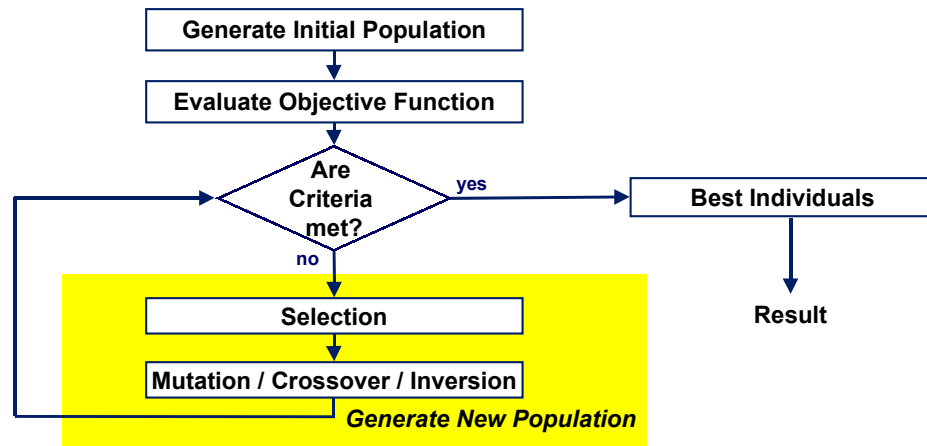 Generate Initial Population
Evaluate Objective Function
Are
Criteria
met?
yes
Best Individuals
no
Selection
Result
Mutation / Crossover / Inversion
Generate New Population